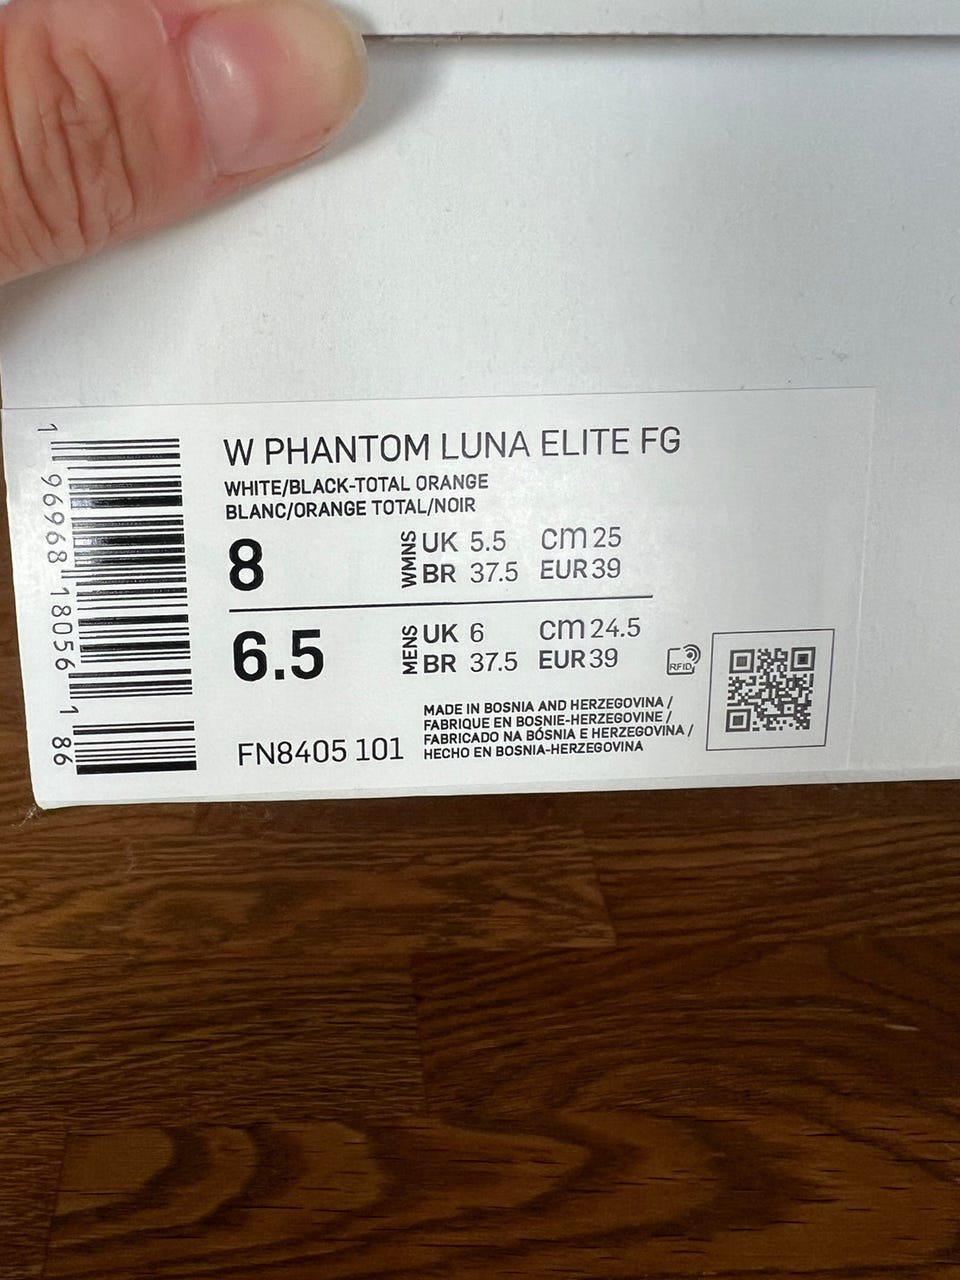 W PHANTOM LUNA ELITE FG
WHITE/BLACK-TOTAL ORANGE
BLANC/ORANGE TOTAL/NOIR
8
WMNS
UK 5.5 cm 25
BR 37.5 EUR 39
6.5
MENS
UK 6 cm 24.5
BR 37.5 EUR 39
RFID
FN8405 101
MADE IN BOSNIA AND HERZEGOVINA /
FABRIQUE EN BOSNIE-HERZEGOVINE /
FABRICADO NA BÓSNIA E HERZEGOVINA /
HECHO EN BOSNIA-HERZEGOVINA
1 96968 18056 1 86